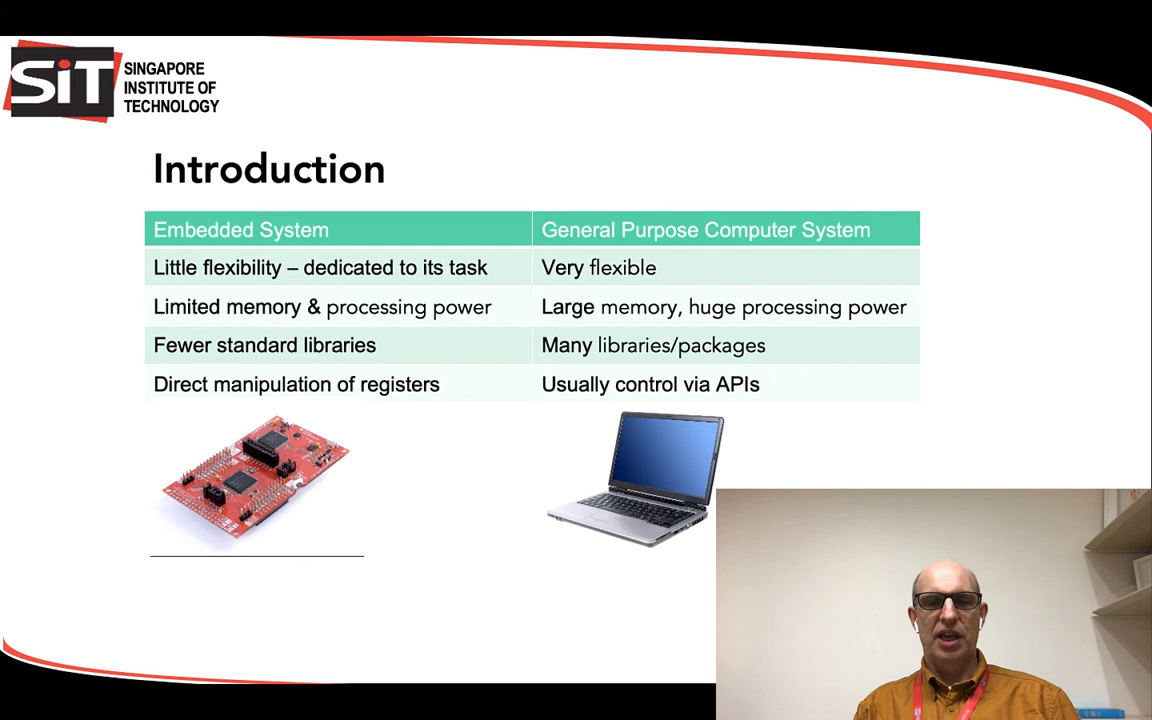 SiT
SINGAPORE
INSTITUTE OF
TECHNOLOGY
Introduction
Embedded System
General Purpose Computer System
Little flexibility – dedicated to its task
Very flexible
Limited memory & processing power
Large memory, huge processing power
Fewer standard libraries
Many libraries/packages
Direct manipulation of registers
Usually control via APIs